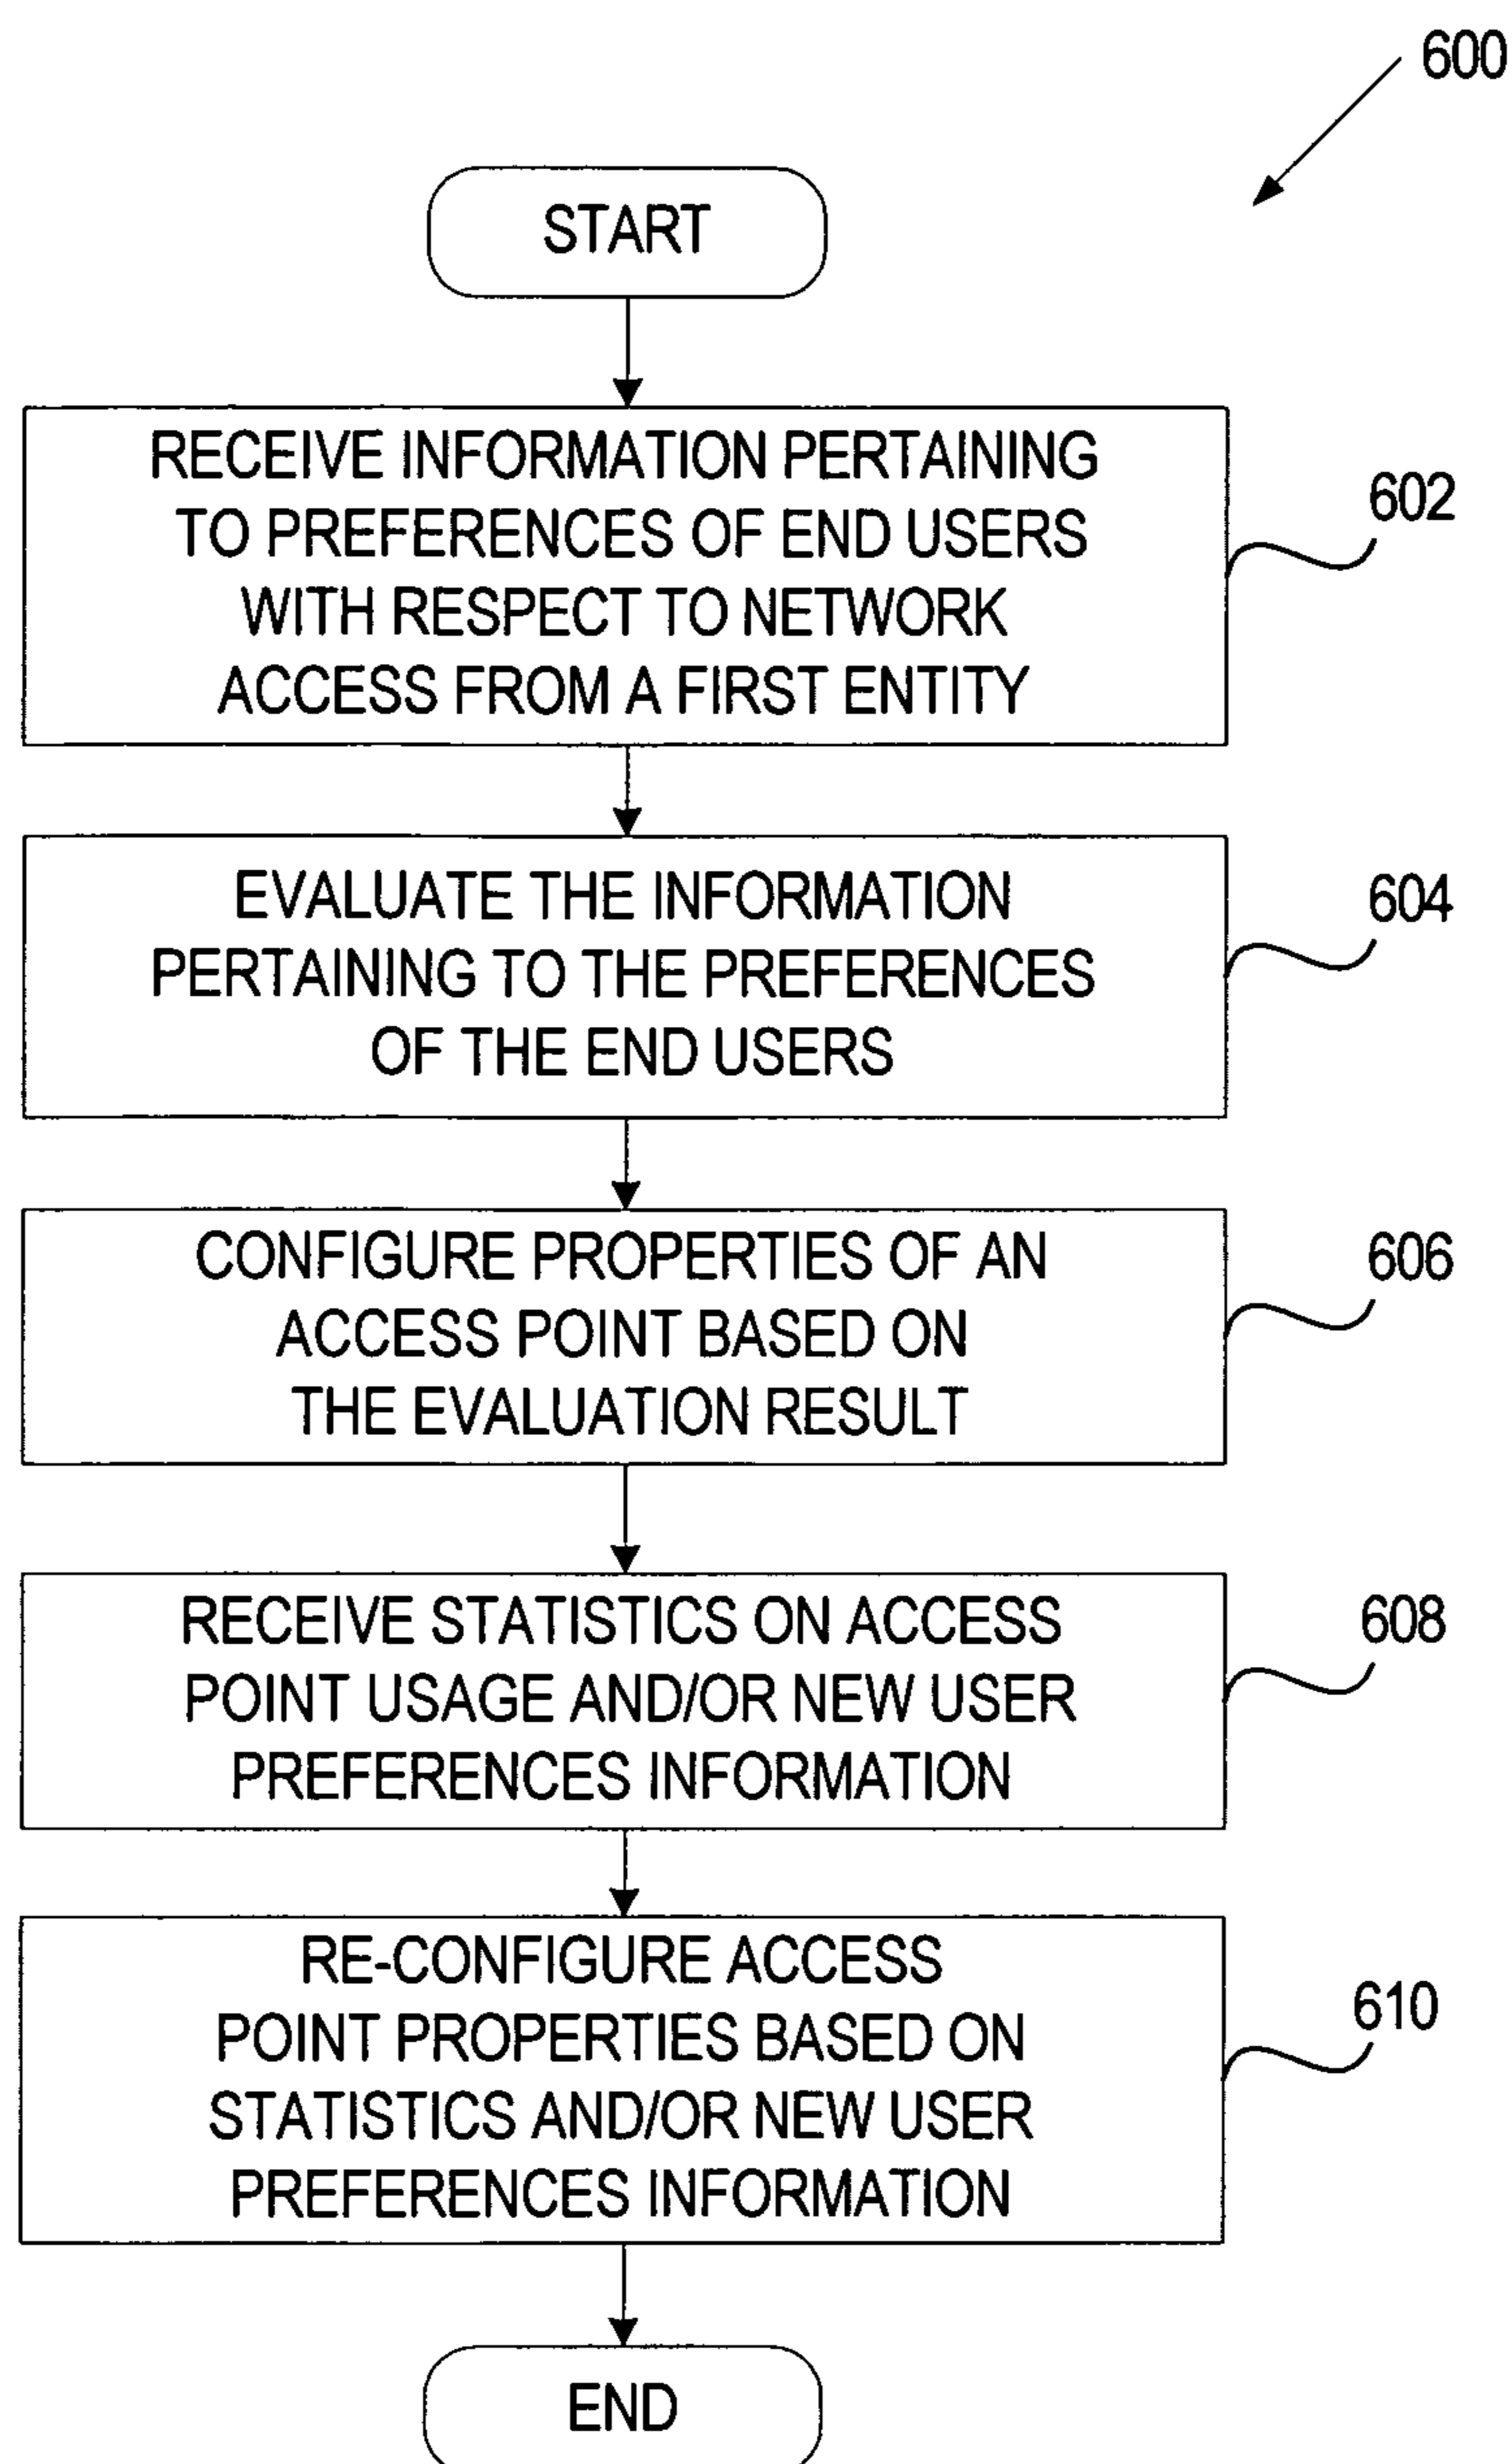 600
START
RECEIVE INFORMATION PERTAINING
TO PREFERENCES OF END USERS
WITH RESPECT TO NETWORK
ACCESS FROM A FIRST ENTITY
602
EVALUATE THE INFORMATION
PERTAINING TO THE PREFERENCES
OF THE END USERS
604
CONFIGURE PROPERTIES OF AN
ACCESS POINT BASED ON
THE EVALUATION RESULT
606
RECEIVE STATISTICS ON ACCESS
POINT USAGE AND/OR NEW USER
PREFERENCES INFORMATION
608
RE-CONFIGURE ACCESS
POINT PROPERTIES BASED ON
STATISTICS AND/OR NEW USER
PREFERENCES INFORMATION
610
END